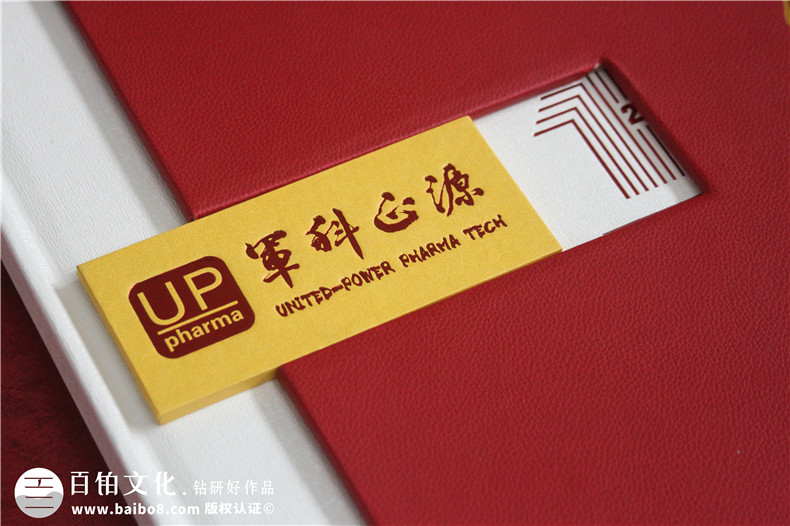 UP
pharma
軍科正源
UNITED-POWER PHARMA TECH
2
百铂文化.钻研好作品
www.baibo8.com 版权认证©